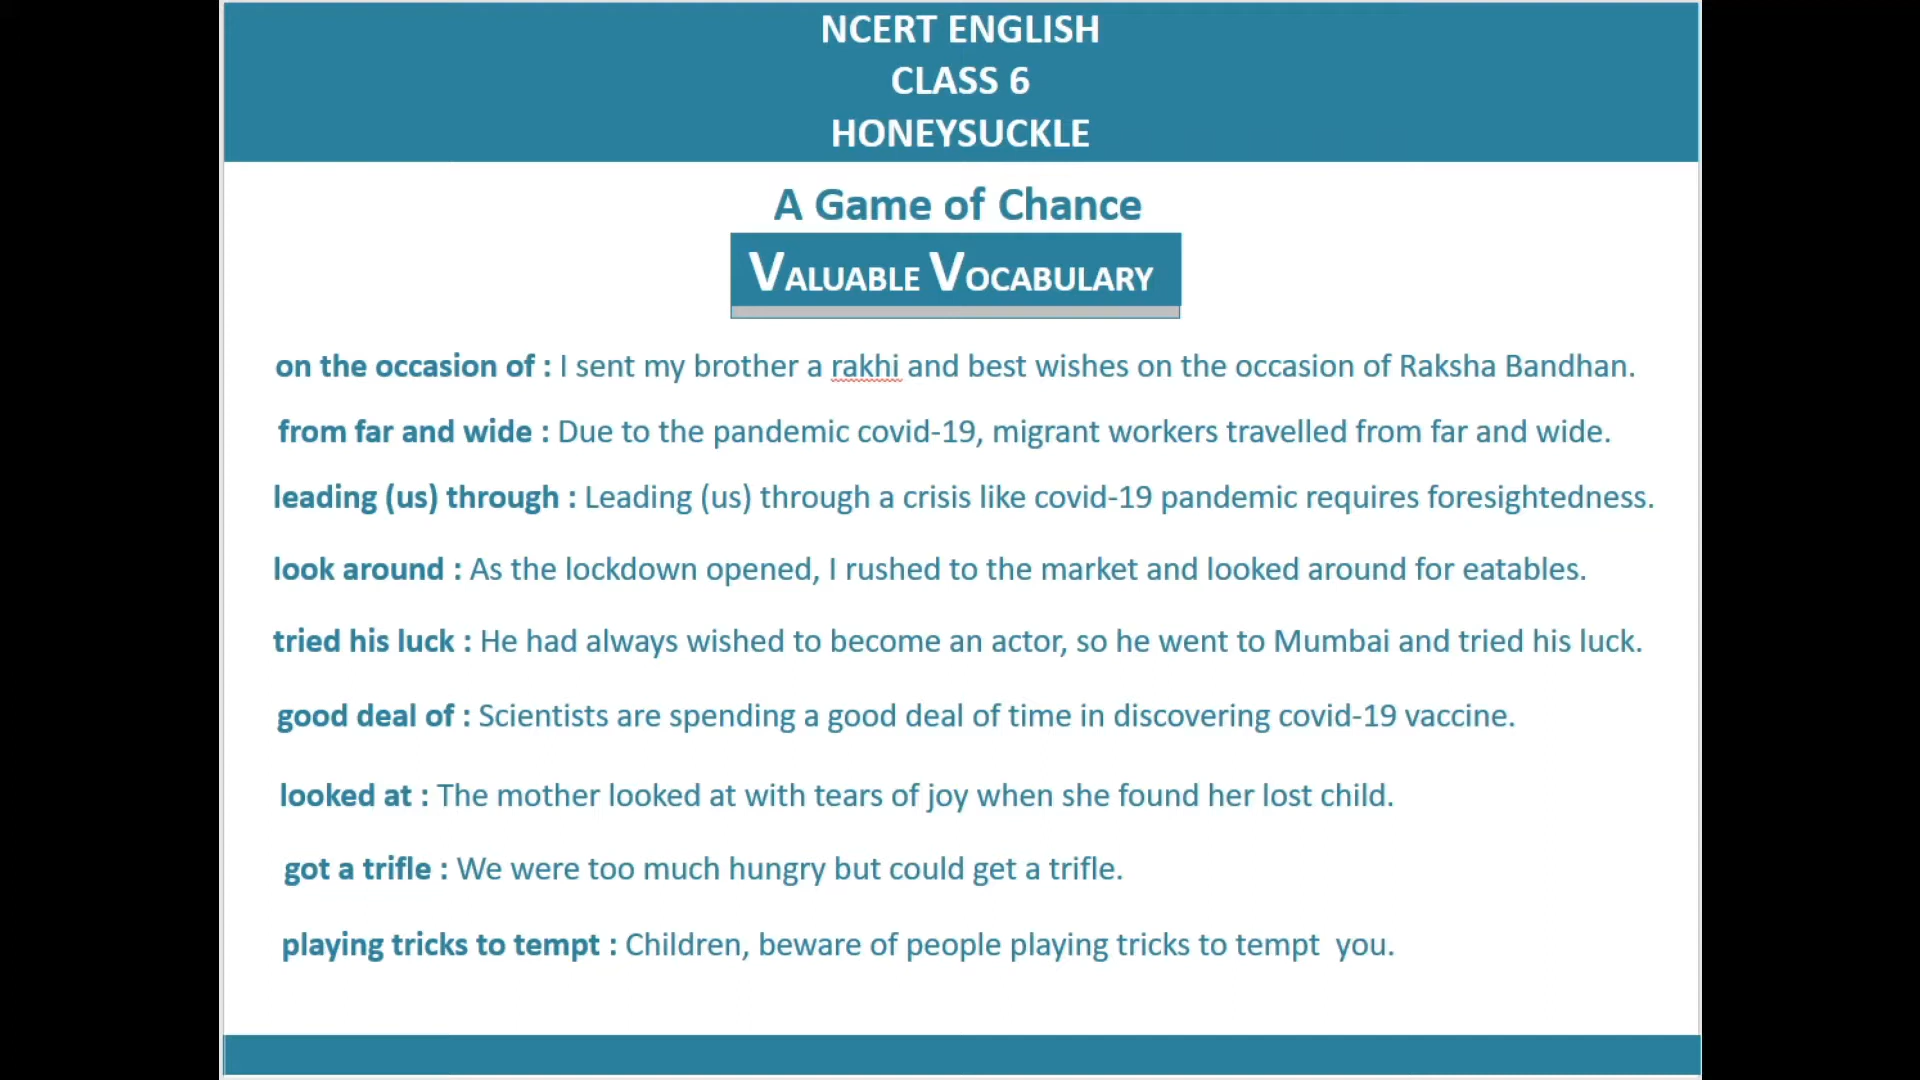 NCERT ENGLISH
CLASS 6
HONEYSUCKLE
A Game of Chance
VALUABLE VOCABULARY
on the occasion of : I sent my brother a rakhi and best wishes on the occasion of Raksha Bandhan.
from far and wide : Due to the pandemic covid-19, migrant workers travelled from far and wide.
leading (us) through : Leading (us) through a crisis like covid-19 pandemic requires foresightedness.
look around : As the lockdown opened, I rushed to the market and looked around for eatables.
tried his luck : He had always wished to become an actor, so he went to Mumbai and tried his luck.
good deal of : Scientists are spending a good deal of time in discovering covid-19 vaccine.
looked at : The mother looked at with tears of joy when she found her lost child.
got a trifle : We were too much hungry but could get a trifle.
playing tricks to tempt : Children, beware of people playing tricks to tempt  you.